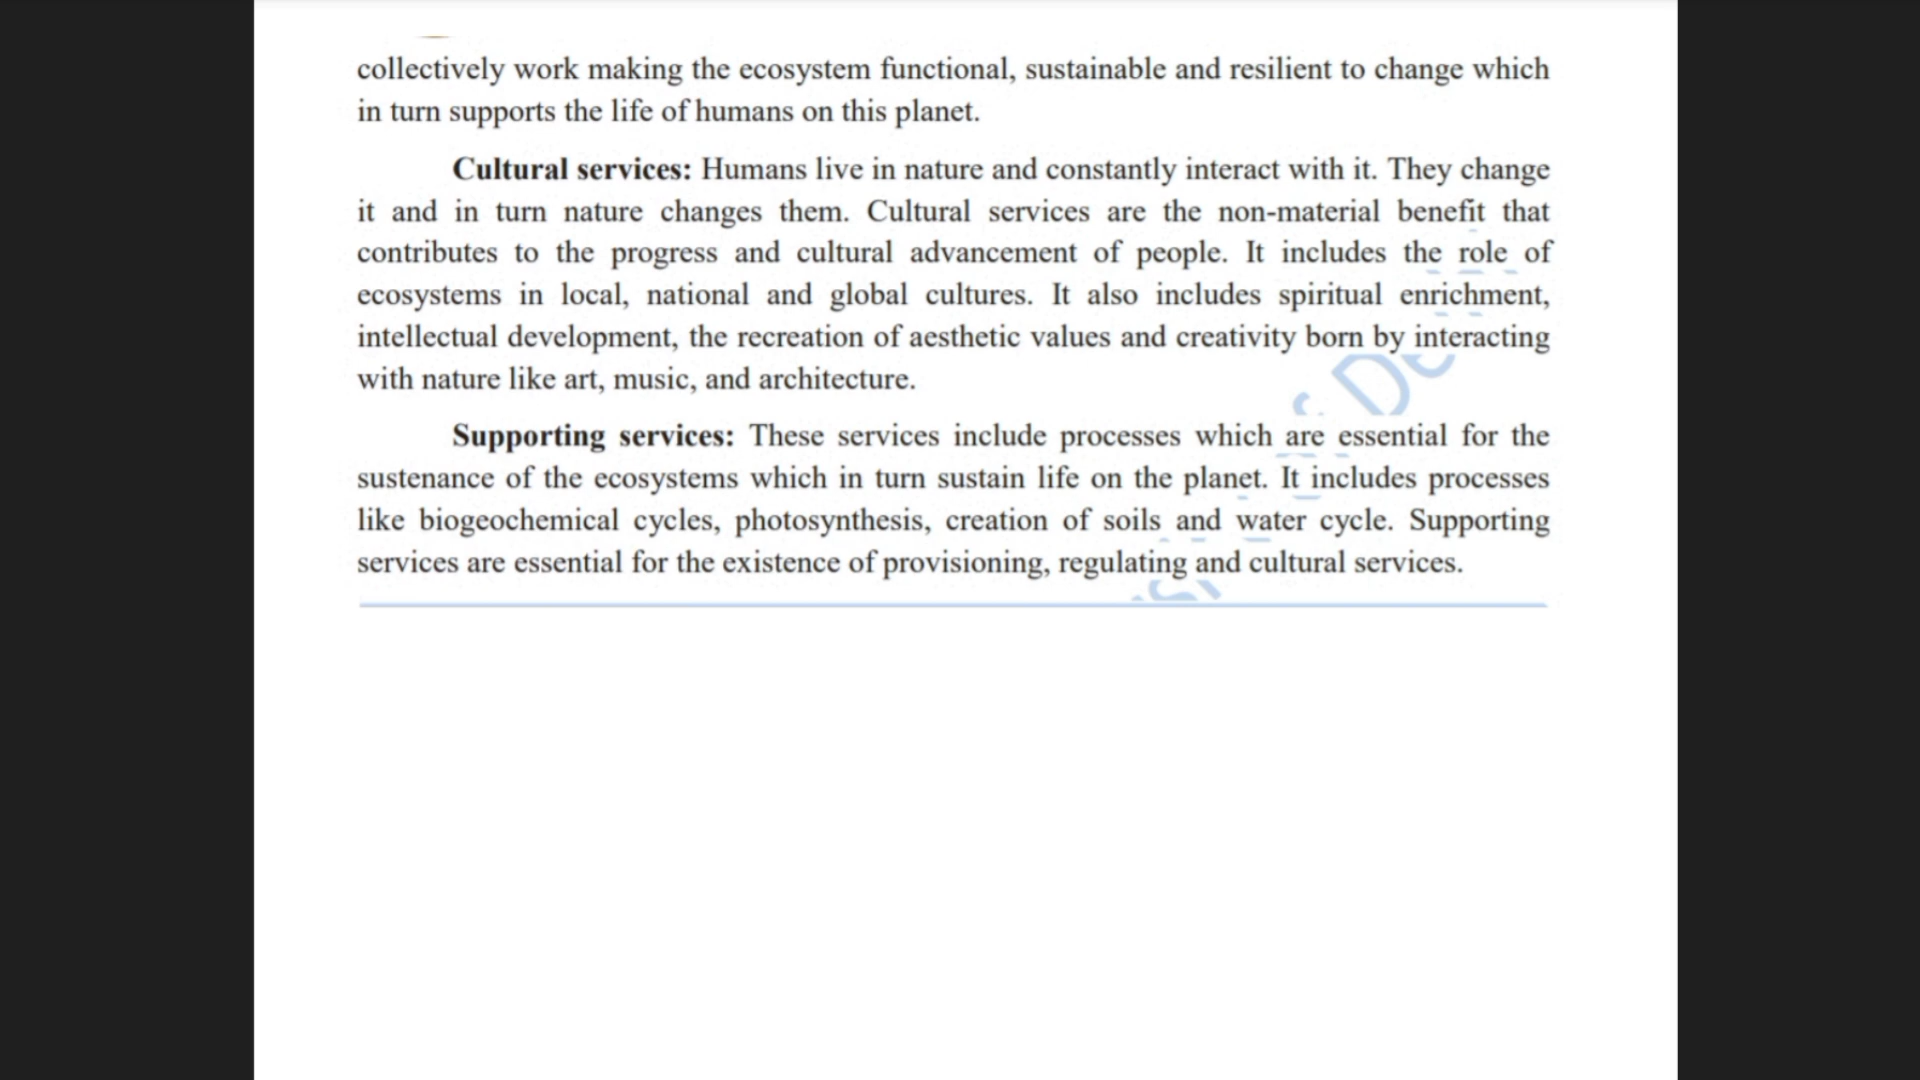 collectively work making the ecosystem functional, sustainable and resilient to change which
in turn supports the life of humans on this planet.
Cultural services: Humans live in nature and constantly interact with it. They change
it and in turn nature changes them. Cultural services are the non-material benefit that
contributes to the progress and cultural advancement of people. It includes the role of
ecosystems in local, national and global cultures. It also includes spiritual enrichment,
intellectual development, the recreation of aesthetic values and creativity born by interacting
with nature like art, music, and architecture.
Supporting services: These services include processes which are essential for the
sustenance of the ecosystems which in turn sustain life on the planet. It includes processes
like biogeochemical cycles, photosynthesis, creation of soils and water cycle. Supporting
services are essential for the existence of provisioning, regulating and cultural services.